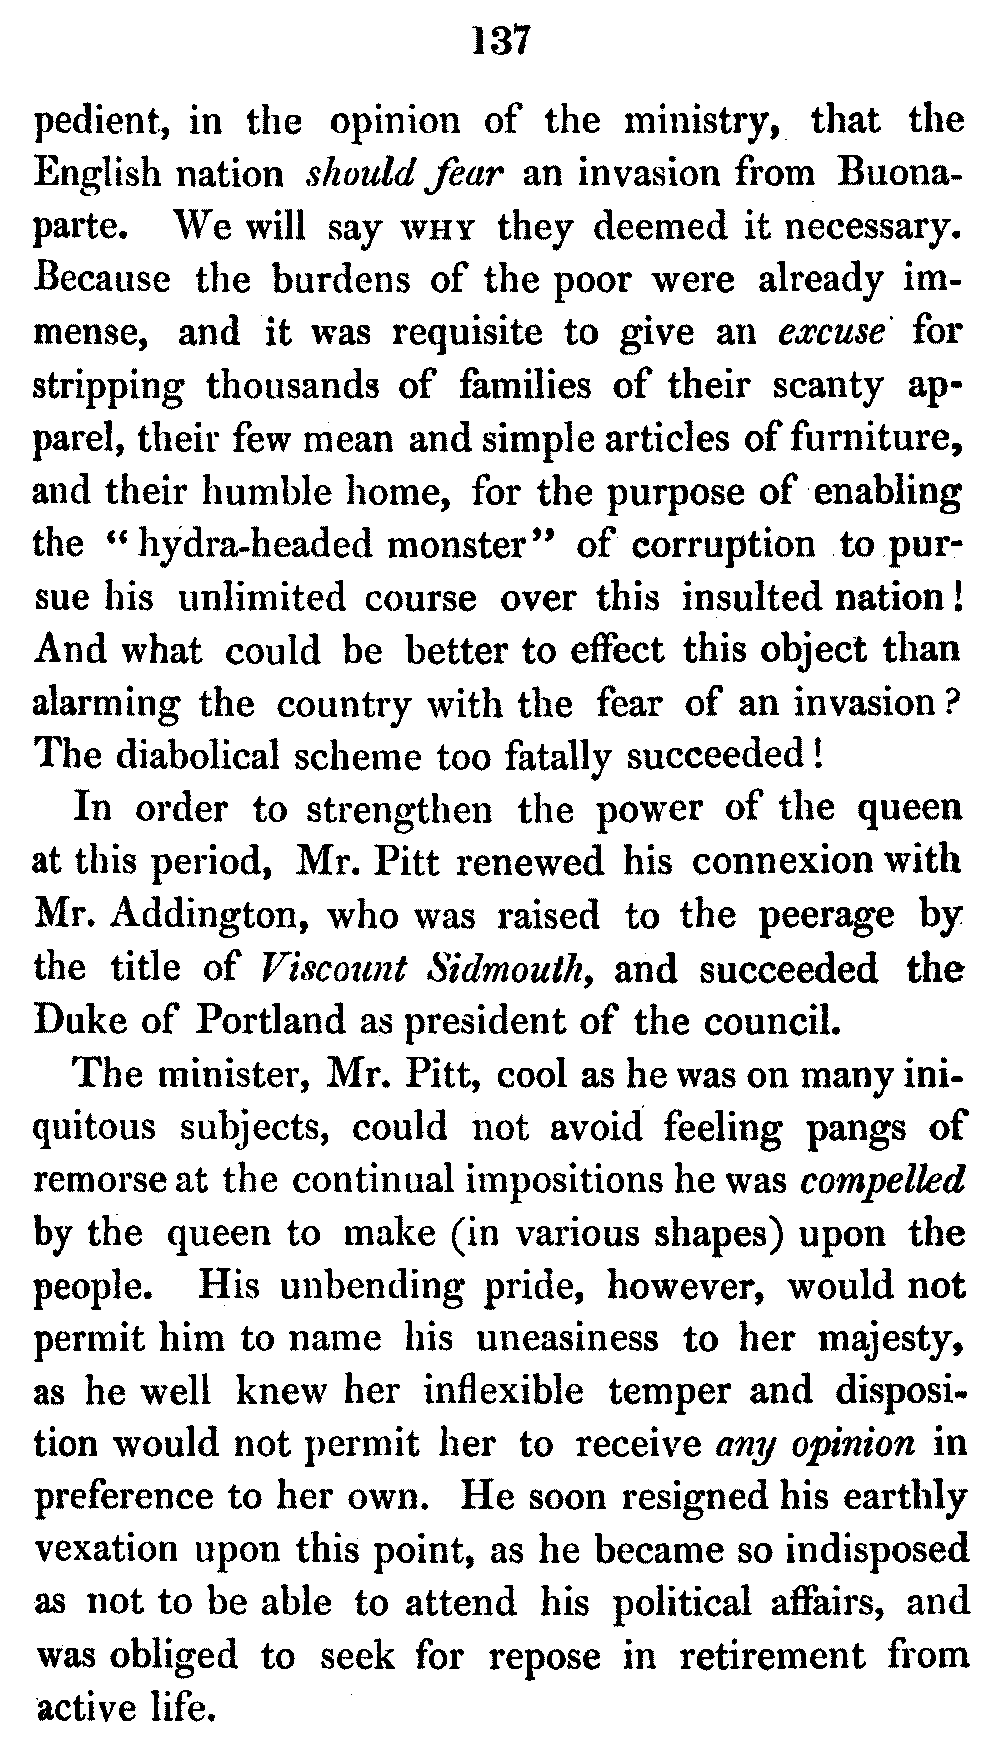 137
pedient, in the opinion of the ministry, that the
English nation should fear an invasion from Buona-
parte. We will say WHY they deemed it necessary.
Because the burdens of the poor were already im-
mense, and it was requisite to give an excuse for
stripping thousands of families of their scanty ap-
parel, their few mean and simple articles of furniture,
and their humble home, for the purpose of enabling
the “hydra-headed monster” of corruption to pur-
sue his unlimited course over this insulted nation!
And what could be better to effect this object than
alarming the country with the fear of an invasion?
The diabolical scheme too fatally succeeded!
In order to strengthen the power of the queen
at this period, Mr. Pitt renewed his connexion with
Mr. Addington, who was raised to the peerage by
the title of Viscount Sidmouth, and succeeded the
Duke of Portland as president of the council.
The minister, Mr. Pitt, cool as he was on many ini-
quitous subjects, could not avoid feeling pangs of
remorse at the continual impositions he was compelled
by the queen to make (in various shapes) upon the
people. His unbending pride, however, would not
permit him to name his uneasiness to her majesty,
as he well knew her inflexible temper and disposi-
tion would not permit her to receive any opinion in
preference to her own. He soon resigned his earthly
vexation upon this point, as he became so indisposed
as not to be able to attend his political affairs, and
was obliged to seek for repose in retirement from
active life.